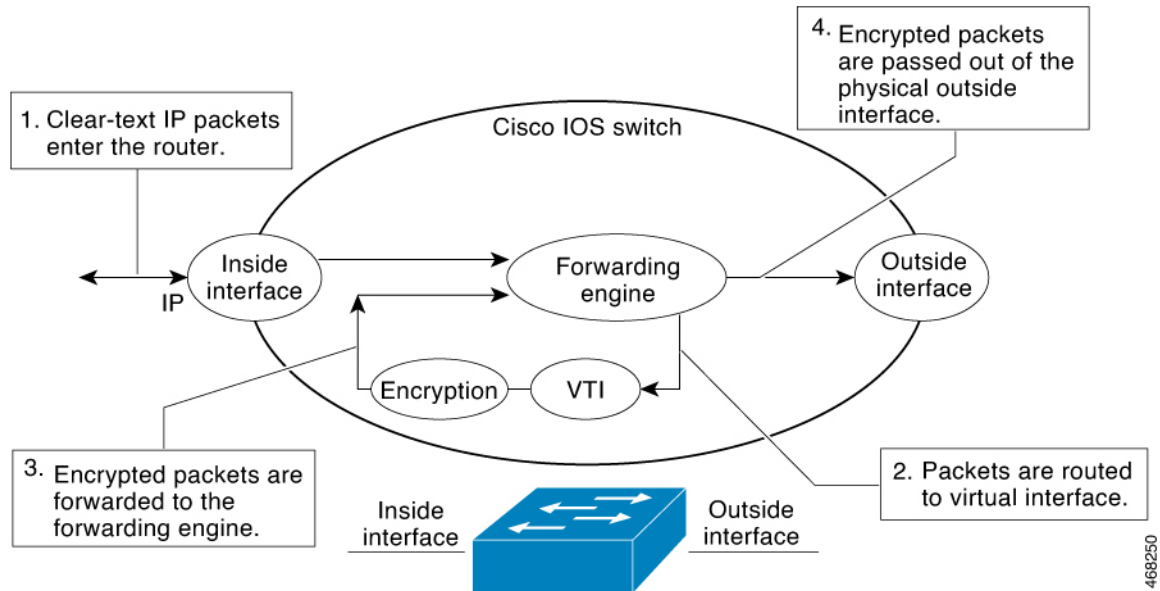 1. Clear-text IP packets
enter the router.
4. Encrypted packets
are passed out of the
physical outside
interface.
Cisco IOS switch
Inside
interface
IP
Forwarding
engine
Outside
interface
Encryption
VTI
3. Encrypted packets are
forwarded to the
forwarding engine.
2. Packets are routed
to virtual interface.
Inside
interface
Outside
interface
468250